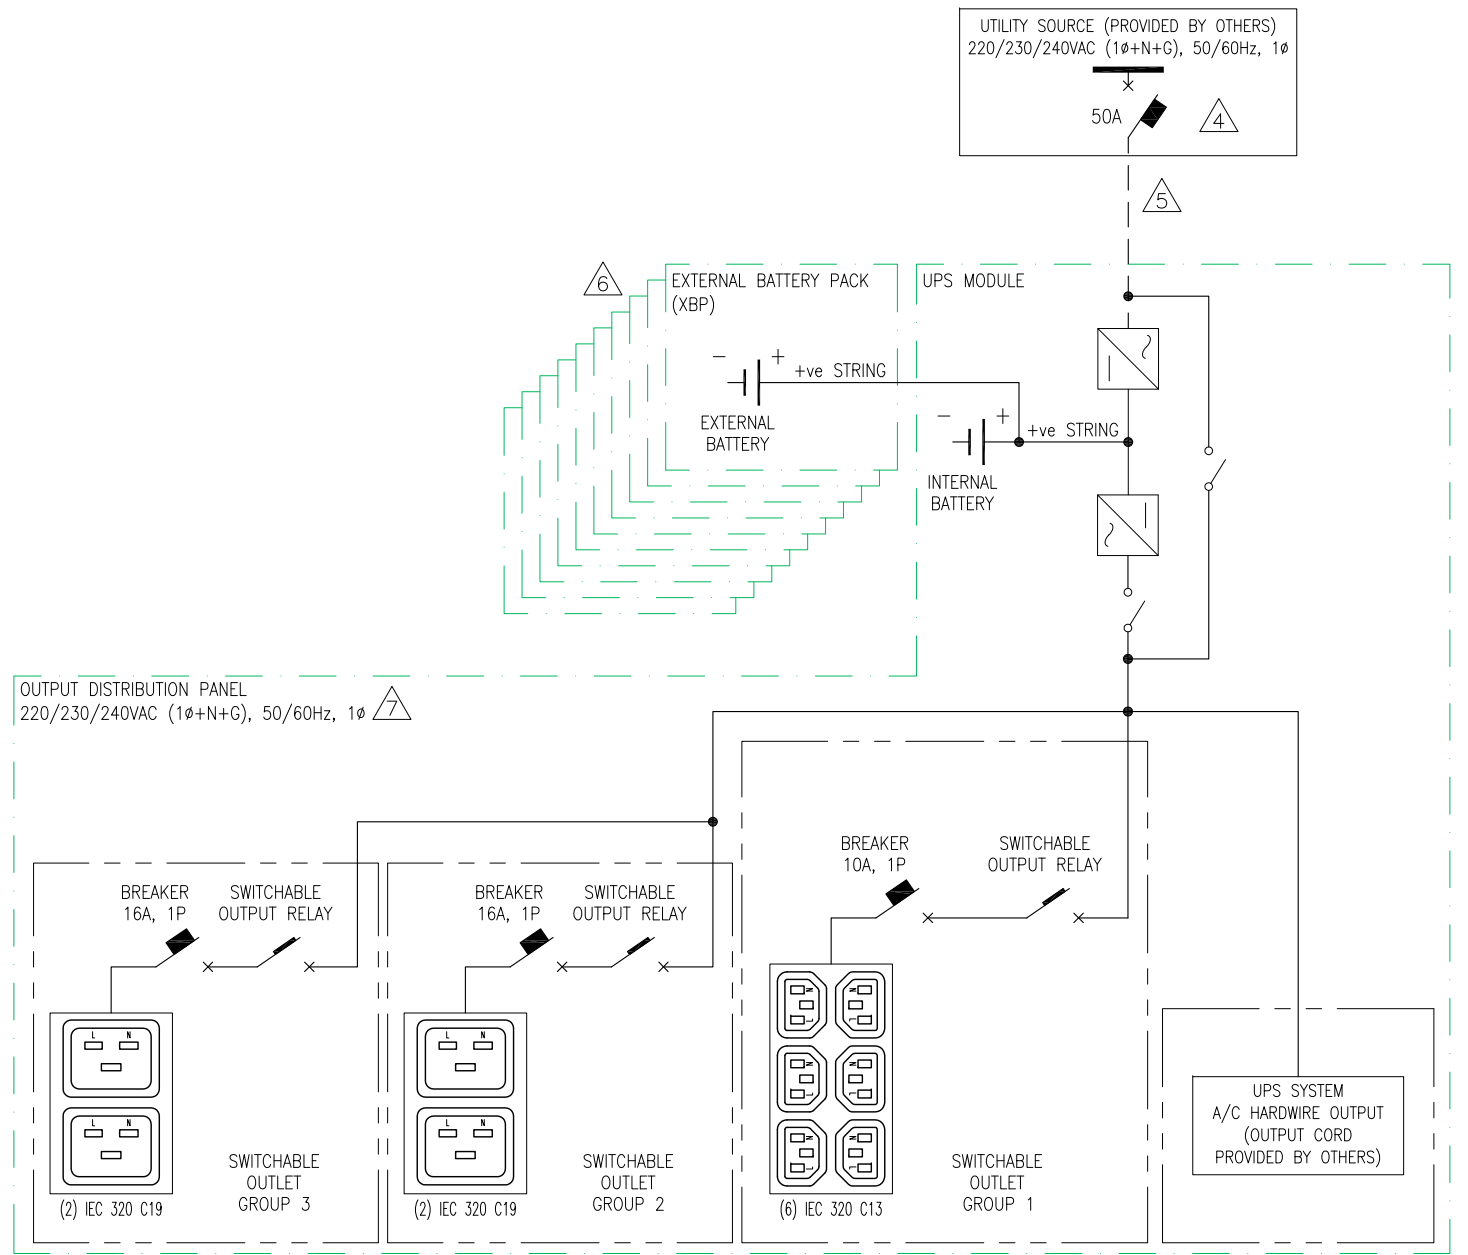 UTILITY SOURCE (PROVIDED BY OTHERS)
220/230/240VAC (1ø+N+G), 50/60Hz, 1ø
50A
4
5
6
EXTERNAL BATTERY PACK
(XBP)
UPS MODULE
- +
+ve STRING
EXTERNAL
BATTERY
- +
+ve STRING
INTERNAL
BATTERY
OUTPUT DISTRIBUTION PANEL
220/230/240VAC (1ø+N+G), 50/60Hz, 1ø
7
BREAKER
16A, 1P
SWITCHABLE
OUTPUT RELAY
L N
L N
(2) IEC 320 C19
SWITCHABLE
OUTLET
GROUP 3
BREAKER
16A, 1P
SWITCHABLE
OUTPUT RELAY
L N
L N
(2) IEC 320 C19
SWITCHABLE
OUTLET
GROUP 2
BREAKER
10A, 1P
SWITCHABLE
OUTPUT RELAY
N L
N L
N L
N L
N L
N L
(6) IEC 320 C13
SWITCHABLE
OUTLET
GROUP 1
UPS SYSTEM
A/C HARDWIRE OUTPUT
(OUTPUT CORD
PROVIDED BY OTHERS)